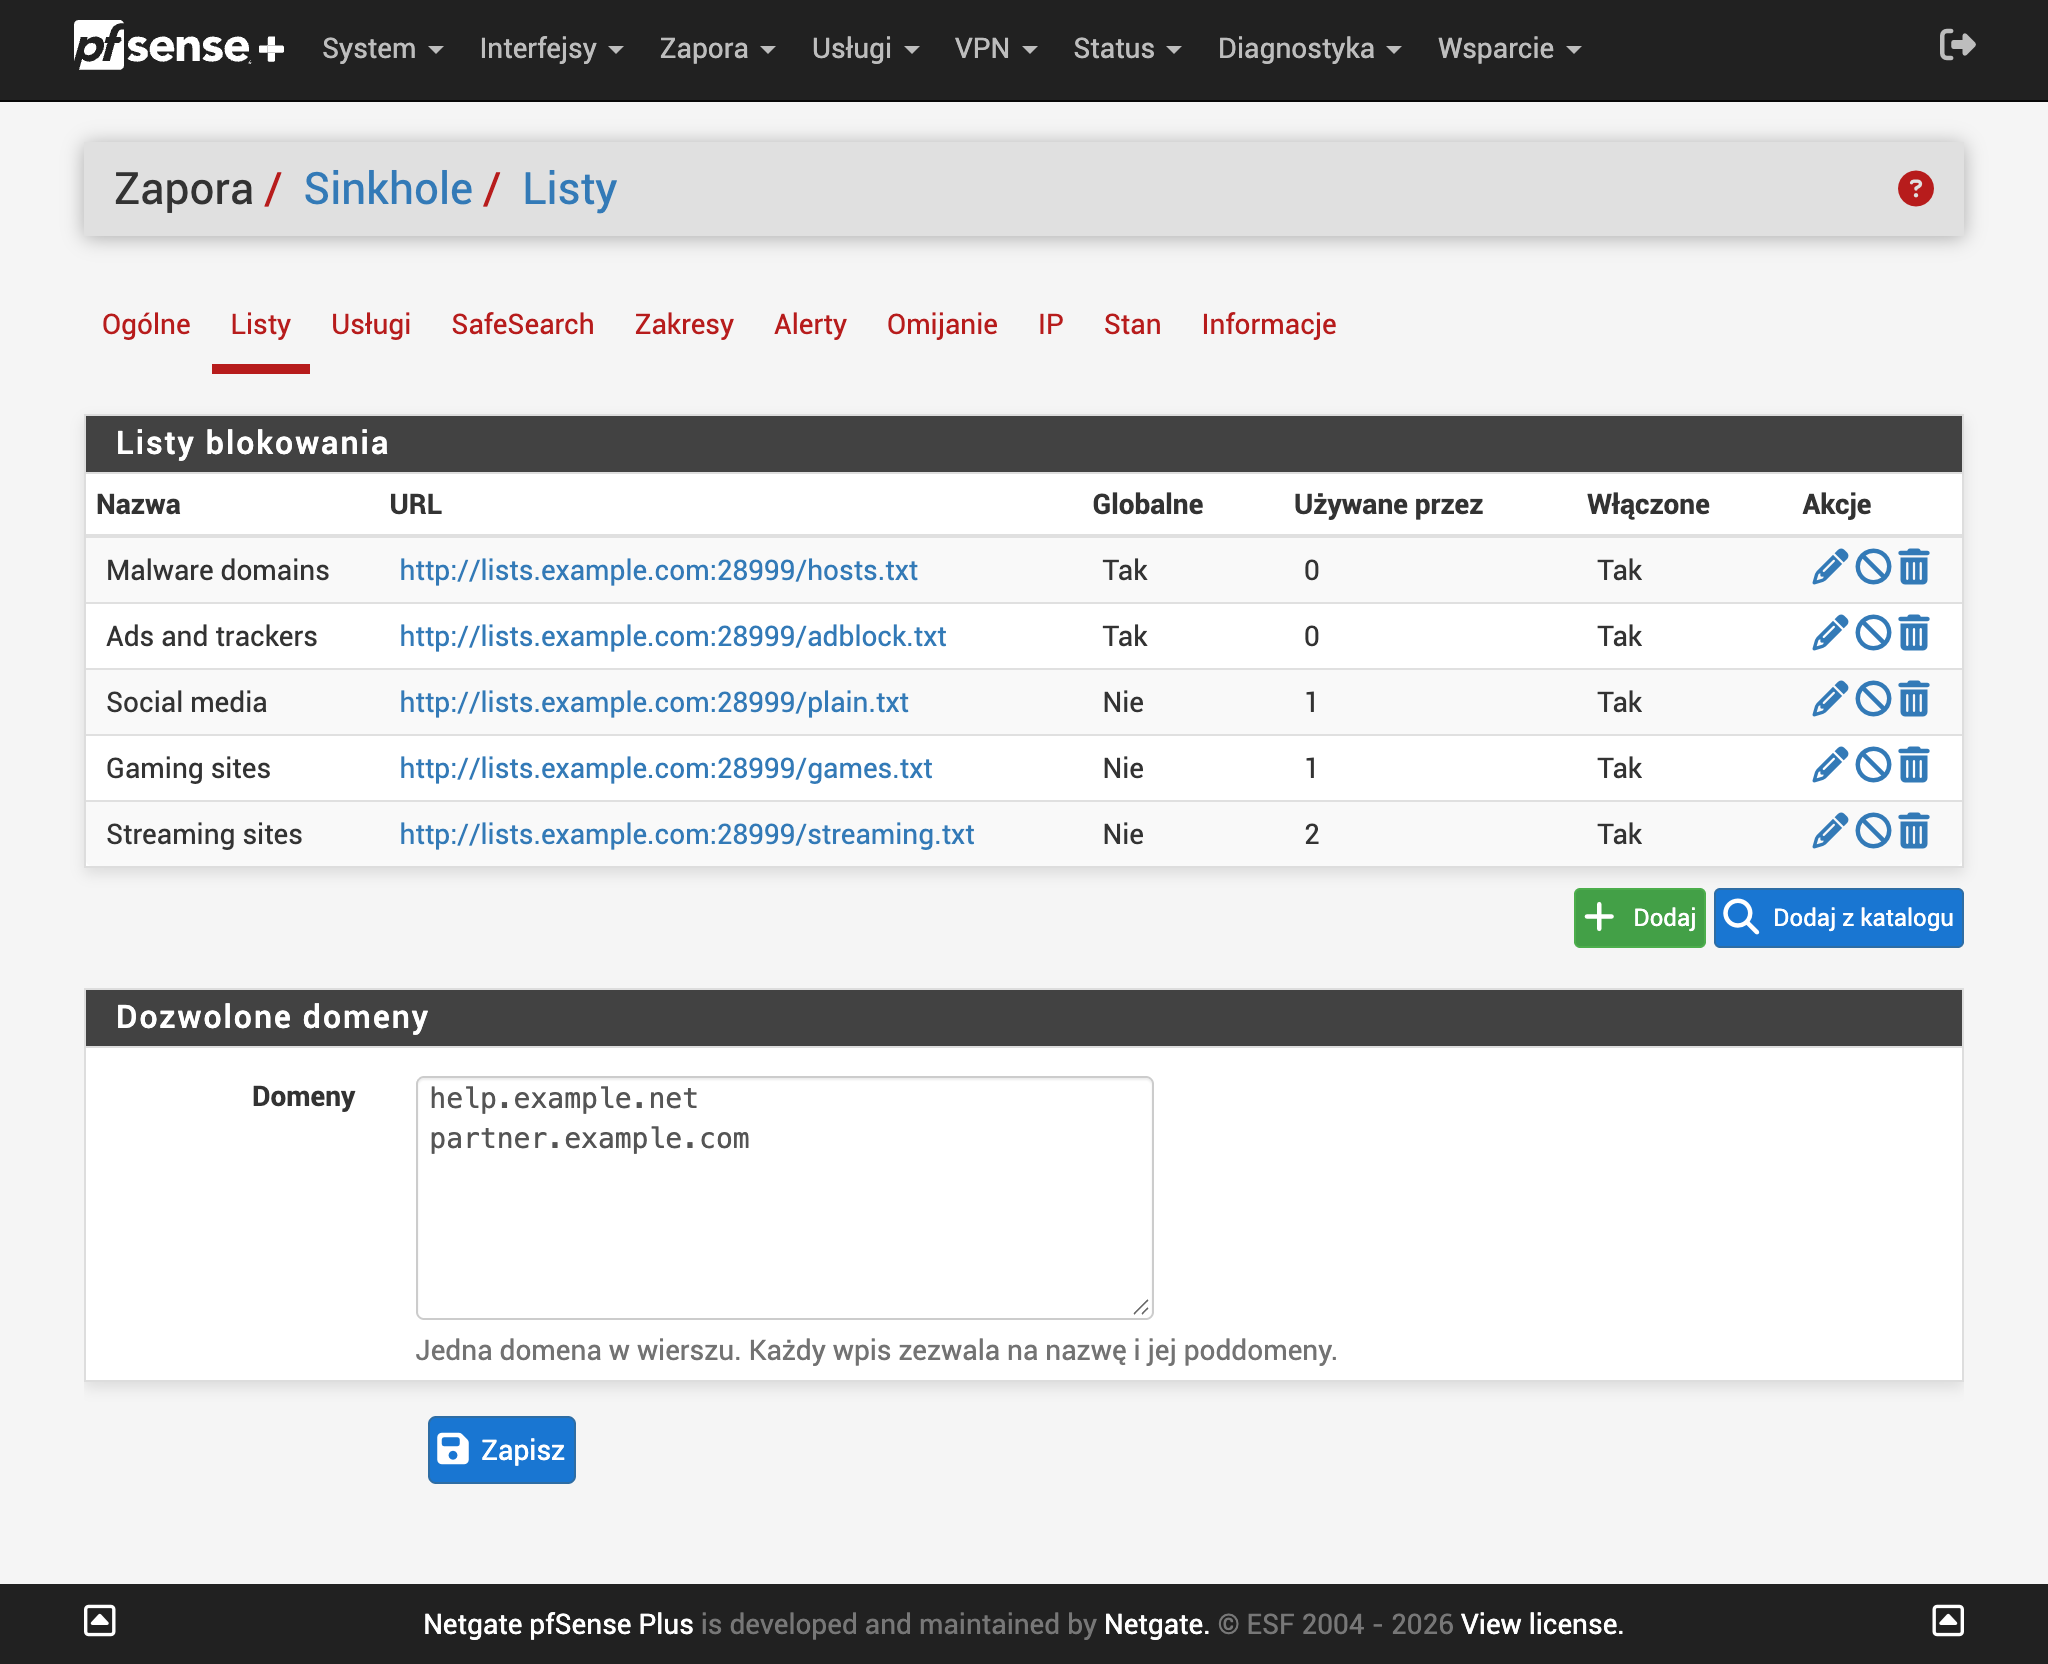 pfsense +
System
Interfejsy
Zapora
Usługi
VPN
Status
Diagnostyka
Wsparcie
Zapora / Sinkhole / Listy
?
Ogólne
Listy
Usługi
SafeSearch
Zakresy
Alerty
Omijanie
IP
Stan
Informacje
Listy blokowania
Nazwa URL Globalne Używane przez Włączone Akcje
Malware domains http://lists.example.com:28999/hosts.txt Tak 0 Tak
Ads and trackers http://lists.example.com:28999/adblock.txt Tak 0 Tak
Social media http://lists.example.com:28999/plain.txt Nie 1 Tak
Gaming sites http://lists.example.com:28999/games.txt Nie 1 Tak
Streaming sites http://lists.example.com:28999/streaming.txt Nie 2 Tak
Dodaj
Dodaj z katalogu
Dozwolone domeny
Domeny
help.example.net
partner.example.com
Jedna domena w wierszu. Każdy wpis zezwala na nazwę i jej poddomeny.
Zapisz
Netgate pfSense Plus is developed and maintained by Netgate. © ESF 2004 - 2026 View license.